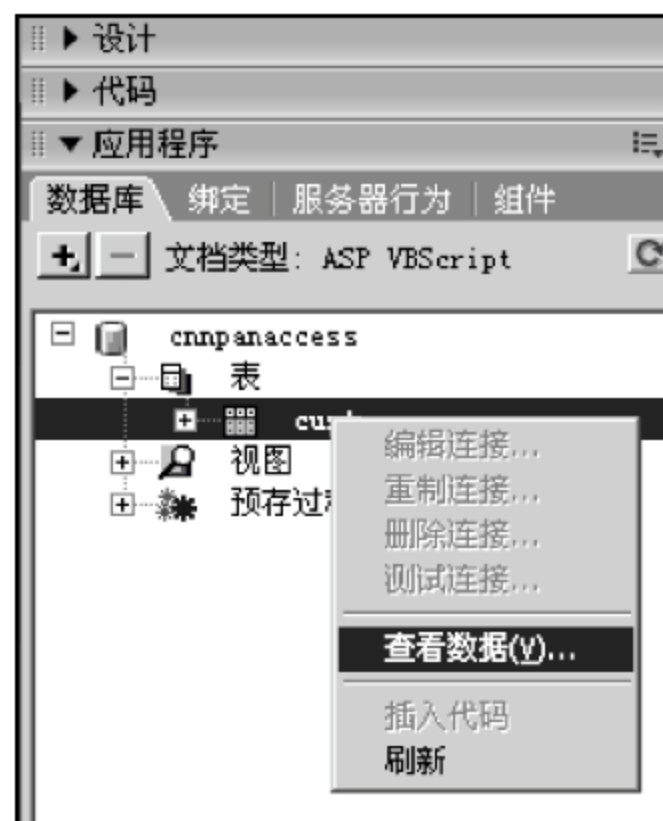 设计
代码
应用程序
数据库 绑定 服务器行为 组件
文档类型: ASP VBScript
cnnpanaccess
表
视图
预存过
编辑连接...
重制连接...
删除连接...
测试连接...
查看数据(V)...
插入代码
刷新